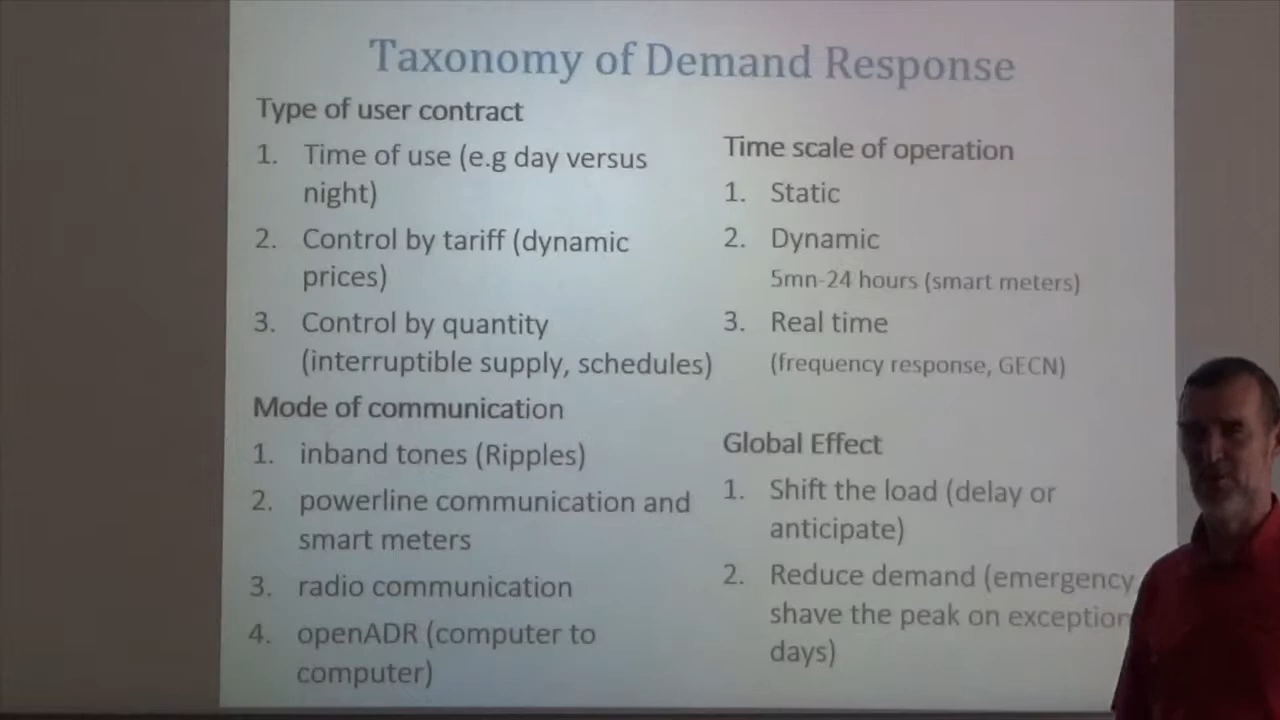 Taxonomy of Demand Response
Type of user contract
1. Time of use (e.g day versus
night)
2. Control by tariff (dynamic
prices)
3. Control by quantity
(interruptible supply, schedules)
Mode of communication
1. inband tones (Ripples)
2. powerline communication and
smart meters
3. radio communication
4. openADR (computer to
computer)
Time scale of operation
1. Static
2. Dynamic
5mn-24 hours (smart meters)
3. Real time
(frequency response, GECN)
Global Effect
1. Shift the load (delay or
anticipate)
2. Reduce demand (emergency,
shave the peak on exception
days)